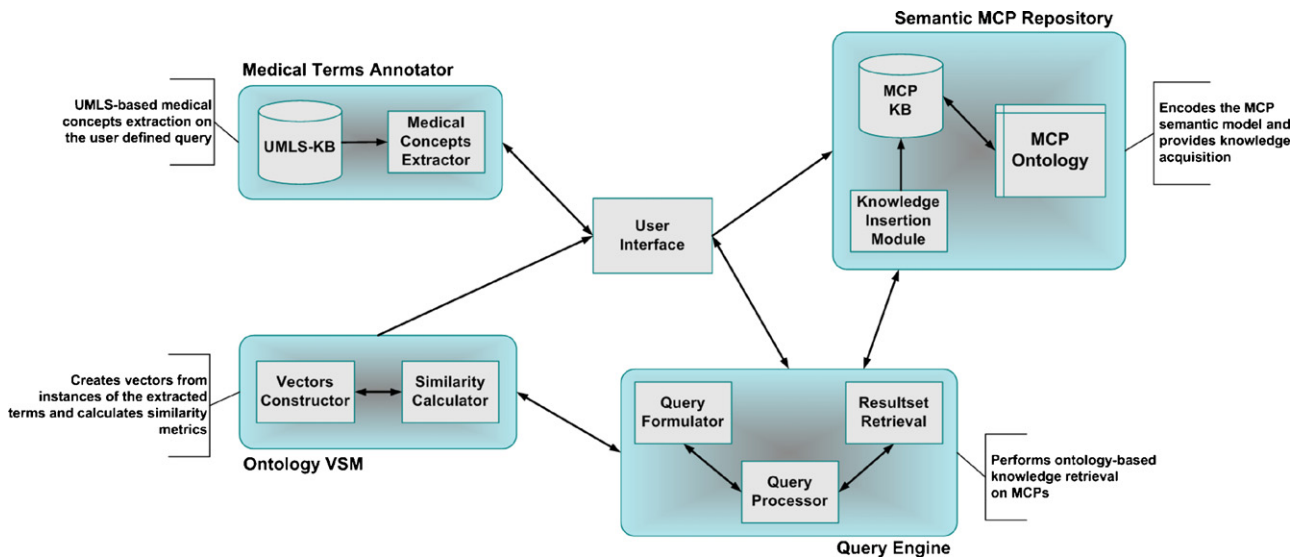 Semantic MCP Repository
Medical Terms Annotator
UMLS-based medical
concepts extraction on
the user defined query
UMLS-KB
Medical
Concepts
Extractor
MCP
KB
MCP
Ontology
Knowledge
Insertion
Module
Encodes the MCP
semantic model and
provides knowledge
acquisition
User
Interface
Creates vectors from
instances of the extracted
terms and calculates similarity
metrics
Vectors
Constructor
Similarity
Calculator
Ontology VSM
Query
Formulator
Resultset
Retrieval
Query
Processor
Performs ontology-based
knowledge retrieval
on MCPs
Query Engine